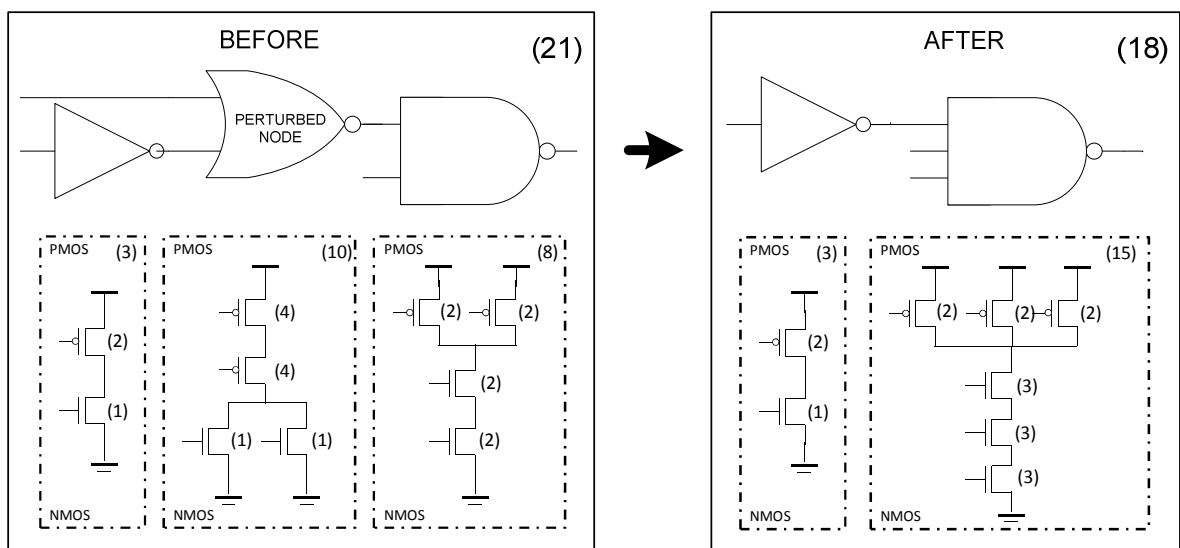 BEFORE
(21)
PERTURBED
NODE
PMOS
(3)
(2)
(1)
NMOS
PMOS
(10)
(4)
(4)
(1)
(1)
NMOS
PMOS
(8)
(2)
(2)
(2)
(2)
NMOS
AFTER
(18)
PMOS
(3)
(2)
(1)
NMOS
PMOS
(15)
(2)
(2)
(2)
(3)
(3)
(3)
NMOS